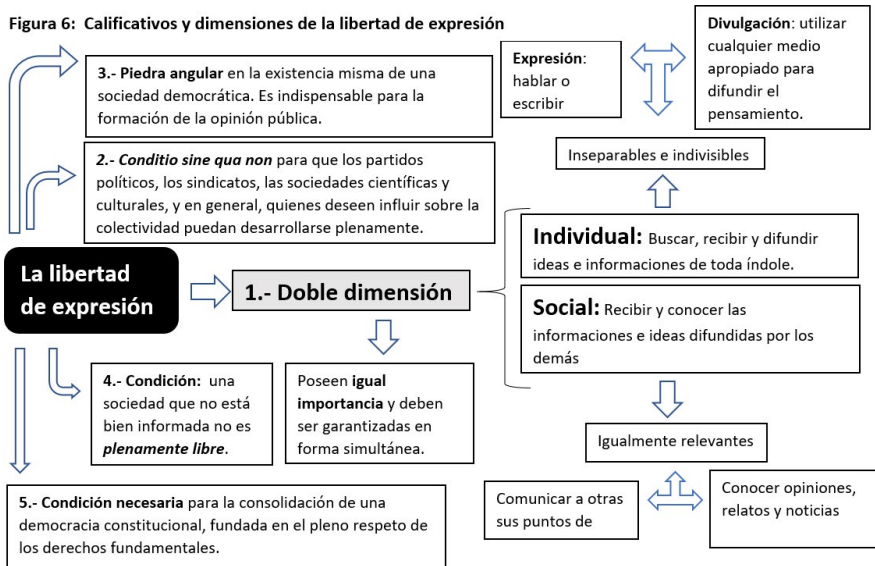 Figura 6: Calificativos y dimensiones de la libertad de expresión
3.- Piedra angular en la existencia misma de una
sociedad democrática. Es indispensable para la
formación de la opinión pública.
Expresión:
hablar o
escribir
Divulgación: utilizar
cualquier medio
apropiado para
difundir el
pensamiento.
Inseparables e indivisibles
2.- Conditio sine qua non para que los partidos
políticos, los sindicatos, las sociedades científicas y
culturales, y en general, quienes deseen influir sobre la
colectividad puedan desarrollarse plenamente.
La libertad
de expresión
1.- Doble dimensión
Individual: Buscar, recibir y difundir
ideas e informaciones de toda índole.
Social: Recibir y conocer las
informaciones e ideas difundidas por los
demás
4.- Condición: una
sociedad que no está
bien informada no es
plenamente libre.
Poseen igual
importancia y deben
ser garantizadas en
forma simultánea.
Igualmente relevantes
Comunicar a otras
sus puntos de
Conocer opiniones,
relatos y noticias
5.- Condición necesaria para la consolidación de una
democracia constitucional, fundada en el pleno respeto de
los derechos fundamentales.